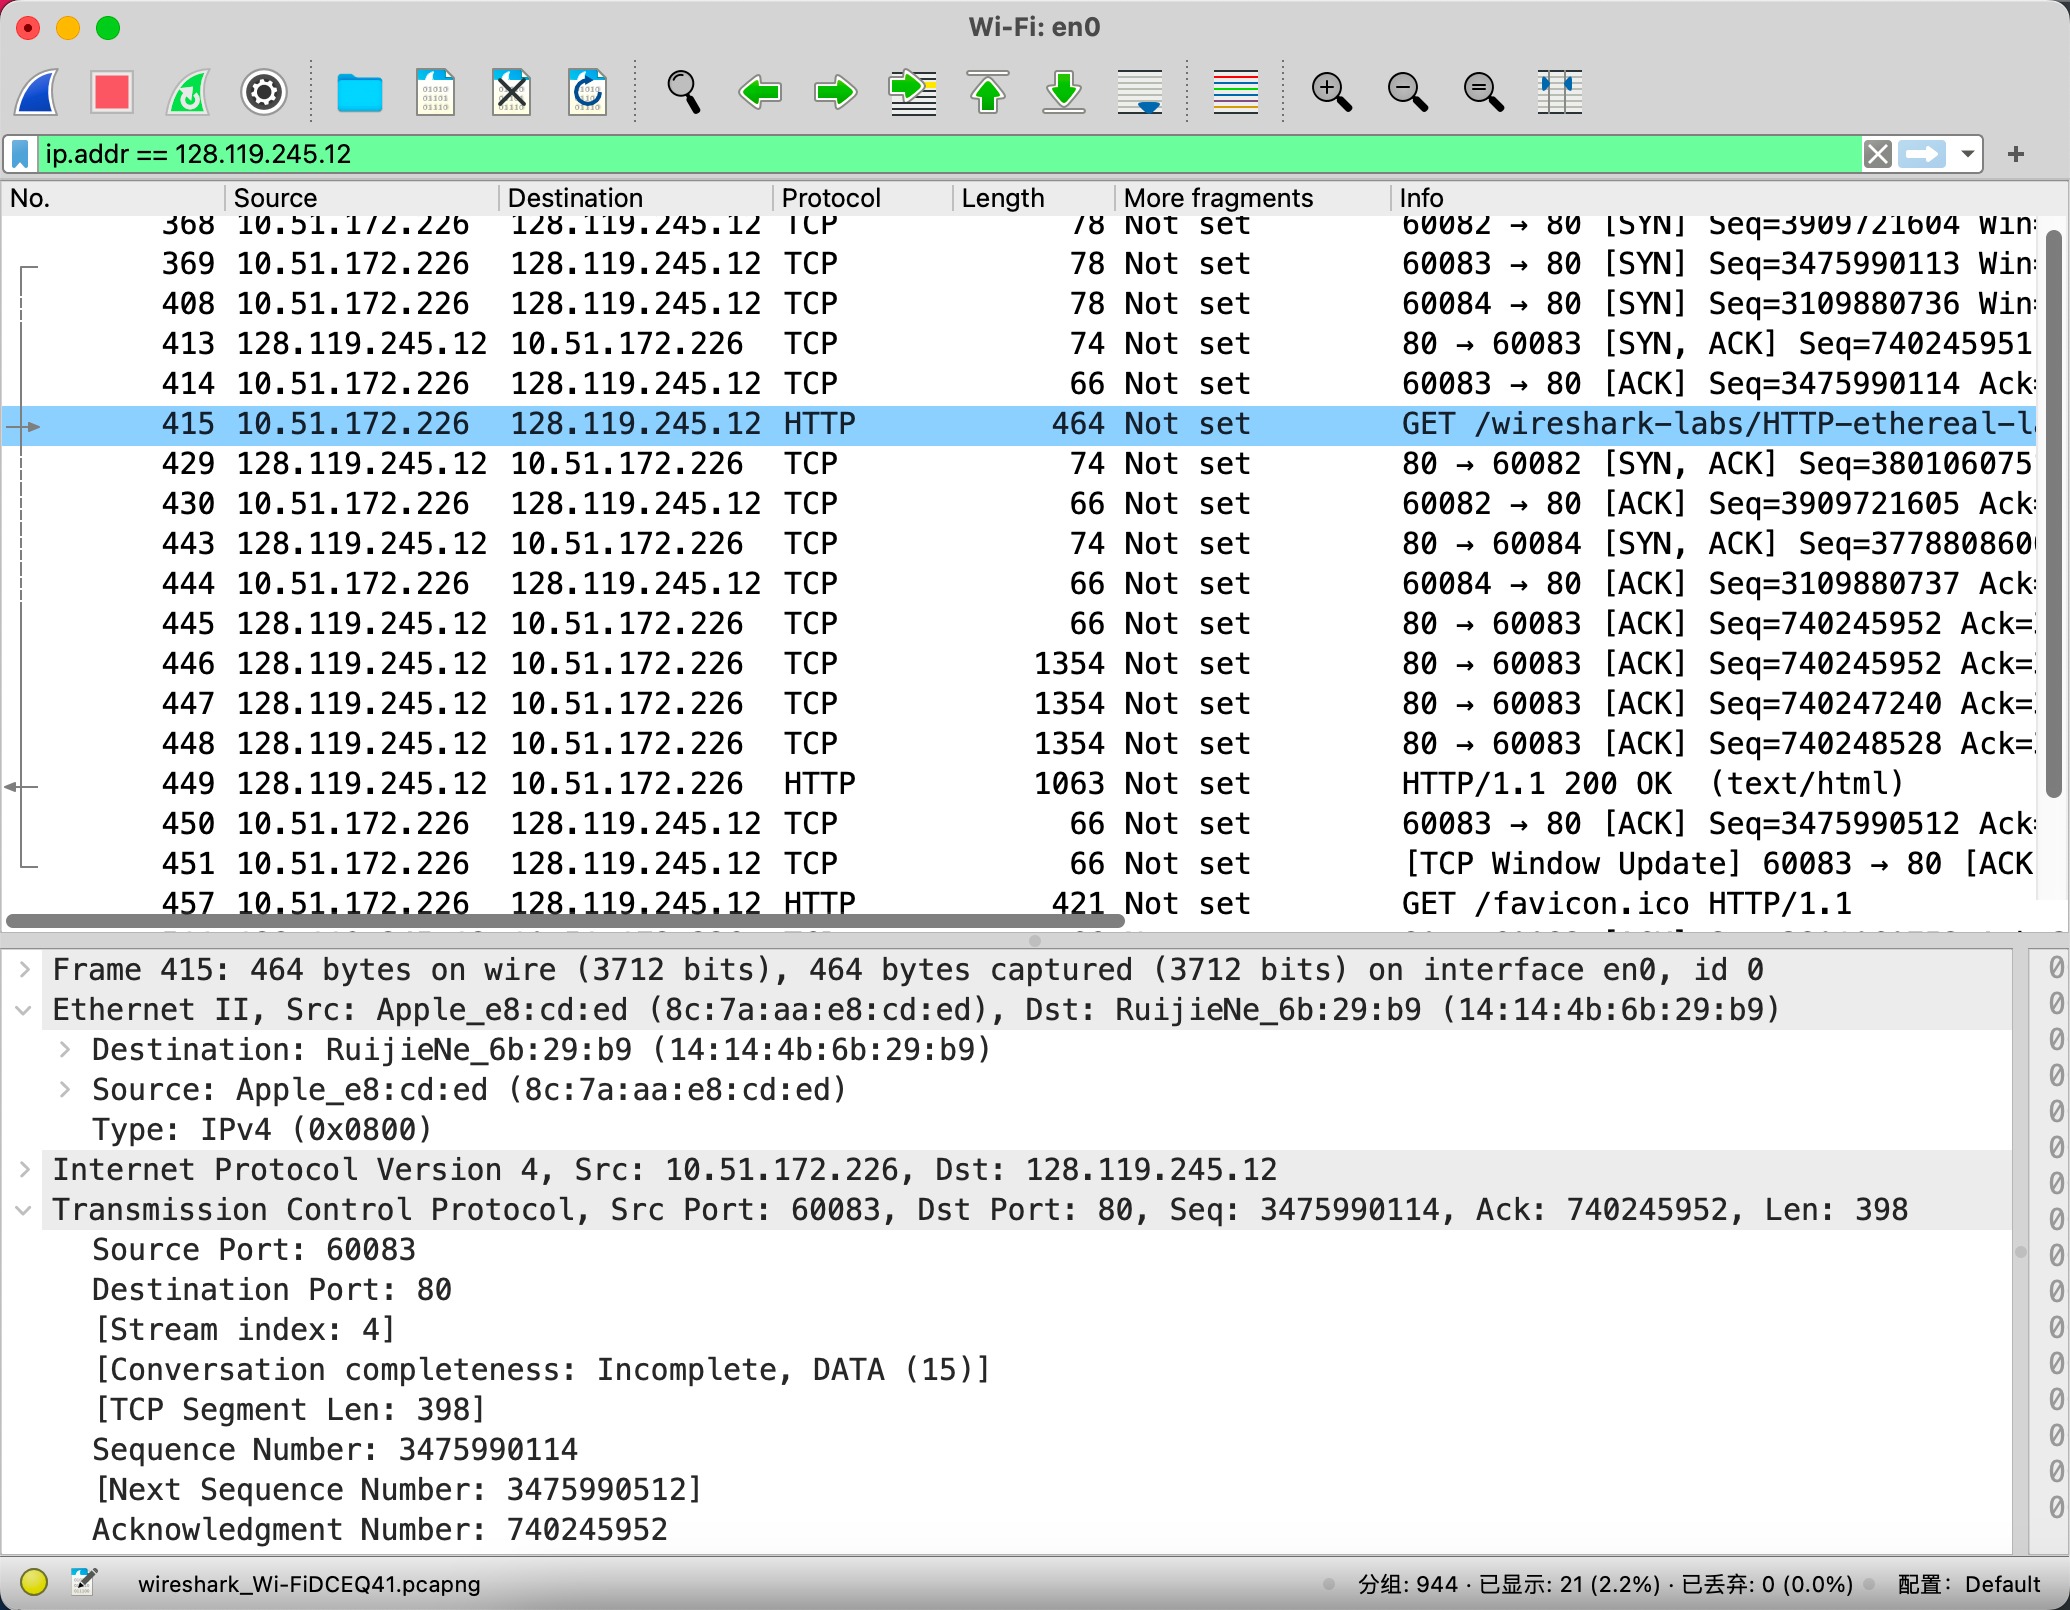 Wi-Fi: en0
ip.addr == 128.119.245.12
No. Source Destination Protocol Length More fragments Info
368 10.51.172.226 128.119.245.12 TCP 78 Not set 60082 → 80 [SYN] Seq=3909721604 Win=
369 10.51.172.226 128.119.245.12 TCP 78 Not set 60083 → 80 [SYN] Seq=3475990113 Win=
408 10.51.172.226 128.119.245.12 TCP 78 Not set 60084 → 80 [SYN] Seq=3109880736 Win=
413 128.119.245.12 10.51.172.226 TCP 74 Not set 80 → 60083 [SYN, ACK] Seq=740245951
414 10.51.172.226 128.119.245.12 TCP 66 Not set 60083 → 80 [ACK] Seq=3475990114 Ack=
415 10.51.172.226 128.119.245.12 HTTP 464 Not set GET /wireshark-labs/HTTP-ethereal-l
429 128.119.245.12 10.51.172.226 TCP 74 Not set 80 → 60082 [SYN, ACK] Seq=380106075
430 10.51.172.226 128.119.245.12 TCP 66 Not set 60082 → 80 [ACK] Seq=3909721605 Ack=
443 128.119.245.12 10.51.172.226 TCP 74 Not set 80 → 60084 [SYN, ACK] Seq=377880860
444 10.51.172.226 128.119.245.12 TCP 66 Not set 60084 → 80 [ACK] Seq=3109880737 Ack=
445 128.119.245.12 10.51.172.226 TCP 66 Not set 80 → 60083 [ACK] Seq=740245952 Ack=
446 128.119.245.12 10.51.172.226 TCP 1354 Not set 80 → 60083 [ACK] Seq=740245952 Ack=
447 128.119.245.12 10.51.172.226 TCP 1354 Not set 80 → 60083 [ACK] Seq=740247240 Ack=
448 128.119.245.12 10.51.172.226 TCP 1354 Not set 80 → 60083 [ACK] Seq=740248528 Ack=
449 128.119.245.12 10.51.172.226 HTTP 1063 Not set HTTP/1.1 200 OK (text/html)
450 10.51.172.226 128.119.245.12 TCP 66 Not set 60083 → 80 [ACK] Seq=3475990512 Ack=
451 10.51.172.226 128.119.245.12 TCP 66 Not set [TCP Window Update] 60083 → 80 [ACK
457 10.51.172.226 128.119.245.12 HTTP 421 Not set GET /favicon.ico HTTP/1.1
Frame 415: 464 bytes on wire (3712 bits), 464 bytes captured (3712 bits) on interface en0, id 0
Ethernet II, Src: Apple_e8:cd:ed (8c:7a:aa:e8:cd:ed), Dst: RuijieNe_6b:29:b9 (14:14:4b:6b:29:b9)
Destination: RuijieNe_6b:29:b9 (14:14:4b:6b:29:b9)
Source: Apple_e8:cd:ed (8c:7a:aa:e8:cd:ed)
Type: IPv4 (0x0800)
Internet Protocol Version 4, Src: 10.51.172.226, Dst: 128.119.245.12
Transmission Control Protocol, Src Port: 60083, Dst Port: 80, Seq: 3475990114, Ack: 740245952, Len: 398
Source Port: 60083
Destination Port: 80
[Stream index: 4]
[Conversation completeness: Incomplete, DATA (15)]
[TCP Segment Len: 398]
Sequence Number: 3475990114
[Next Sequence Number: 3475990512]
Acknowledgment Number: 740245952
wireshark_Wi-FiDCEQ41.pcapng 分组: 944 · 已显示: 21 (2.2%) · 已丢弃: 0 (0.0%) 配置: Default